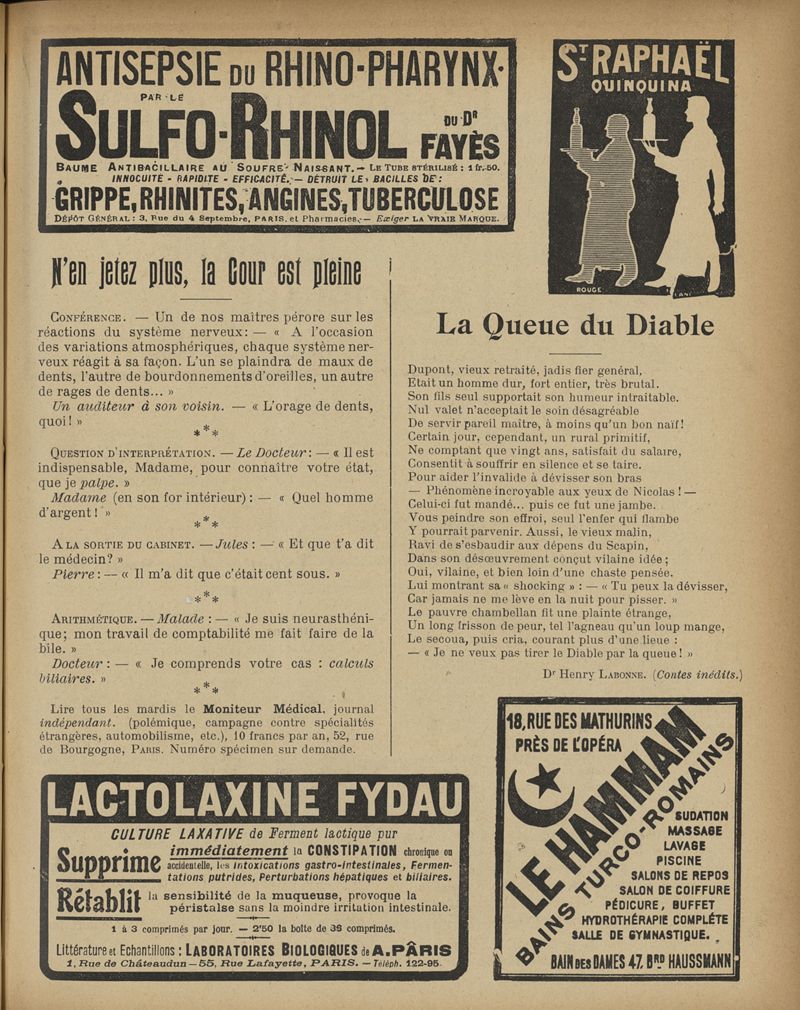 ANTISEPSIE DU RHINO-PHARYNX
PAR LE
SULFO-RHINOL DU Dr FAYÈS
BAUME ANTIBACILLAIRE AU SOUFRE NAISSANT. — LE TUBE STÉRILISÉ : 1 fr. 50.
INNOCUITÉ - RAPIDITE - EFFICACITÉ. — DÉTRUIT LES BACILLES DE :
GRIPPE, RHINITES, ANGINES, TUBERCULOSE
DÉPÔT GÉNÉRAL : 3, Rue du 4 Septembre, PARIS. et Pharmacies. — Exiger LA VRAIE MARQUE.
ST RAPHAËL
QUINQUINA
ROUGE
N'en jetez plus, la Cour est pleine
CONFÉRENCE. — Un de nos maîtres pérore sur les
réactions du système nerveux : — « A l'occasion
des variations atmosphériques, chaque système ner-
veux réagit à sa façon. L'un se plaindra de maux de
dents, l'autre de bourdonnements d'oreilles, un autre
de rages de dents... »
Un auditeur à son voisin. — « L'orage de dents,
quoi ! »
***
QUESTION D'INTERPRÉTATION. — Le Docteur : — « Il est
indispensable, Madame, pour connaître votre état,
que je palpe. »
Madame (en son for intérieur) : — « Quel homme
d'argent ! »
***
A LA SORTIE DU CABINET. — Jules : — « Et que t'a dit
le médecin ? »
Pierre : — « Il m'a dit que c'était cent sous. »
***
ARITHMÉTIQUE. — Malade : — « Je suis neurasthéni-
que ; mon travail de comptabilité me fait faire de la
bile. »
Docteur : — « Je comprends votre cas : calculs
biliaires. »
***
Lire tous les mardis le Moniteur Médical, journal
indépendant. (polémique, campagne contre spécialités
étrangères, automobilisme, etc.), 10 francs par an, 52, rue
de Bourgogne, PARIS. Numéro spécimen sur demande.
La Queue du Diable
Dupont, vieux retraité, jadis fier général,
Etait un homme dur, fort entier, très brutal.
Son fils seul supportait son humeur intraitable.
Nul valet n'acceptait le soin désagréable
De servir pareil maître, à moins qu'un bon naïf !
Certain jour, cependant, un rural primitif,
Ne comptant que vingt ans, satisfait du salaire,
Consentit à souffrir en silence et se taire.
Pour aider l'invalide à dévisser son bras
— Phénomène incroyable aux yeux de Nicolas ! —
Celui-ci fut mandé... puis ce fut une jambe.
Vous peindre son effroi, seul l'enfer qui flambe
Y pourrait parvenir. Aussi, le vieux malin,
Ravi de s'esbaudir aux dépens du Scapin,
Dans son désœuvrement conçut vilaine idée ;
Oui, vilaine, et bien loin d'une chaste pensée,
Lui montrant sa « shocking » : — « Tu peux la dévisser,
Car jamais ne me lève en la nuit pour pisser. »
Le pauvre chambellan fit une plainte étrange,
Un long frisson de peur, tel l'agneau qu'un loup mange,
Le secoua, puis cria, courant plus d'une lieue :
— « Je ne veux pas tirer le Diable par la queue ! »
Dr Henry LABONNE. (Contes inédits.)
LACTOLAXINE FYDAU
CULTURE LAXATIVE de Ferment lactique pur
Supprime immédiatement la CONSTIPATION chronique ou
accidentelle, les Intoxications gastro-intestinales, Fermen-
tations putrides, Perturbations hépatiques et biliaires.
Rétablit la sensibilité de la muqueuse, provoque la
péristalse sans la moindre irritation intestinale.
1 à 3 comprimés par jour. — 2'50 la boîte de 36 comprimés.
Littérature et Echantillons : LABORATOIRES BIOLOGIQUES de A. PÂRIS
1, Rue de Châteaudun — 55, Rue Lafayette, PARIS. — Téléph. 122-95.
18, RUE DES MATHURINS
PRÈS DE L'OPÉRA
LE HAMMAM
BAINS TURCO-ROMAINS
SUDATION
MASSAGE
LAVAGE
PISCINE
SALONS DE REPOS
SALON DE COIFFURE
PÉDICURE, BUFFET
HYDROTHÉRAPIE COMPLÉTE
SALLE DE GYMNASTIQUE.
BAIN DES DAMES 47, BRD HAUSSMANN